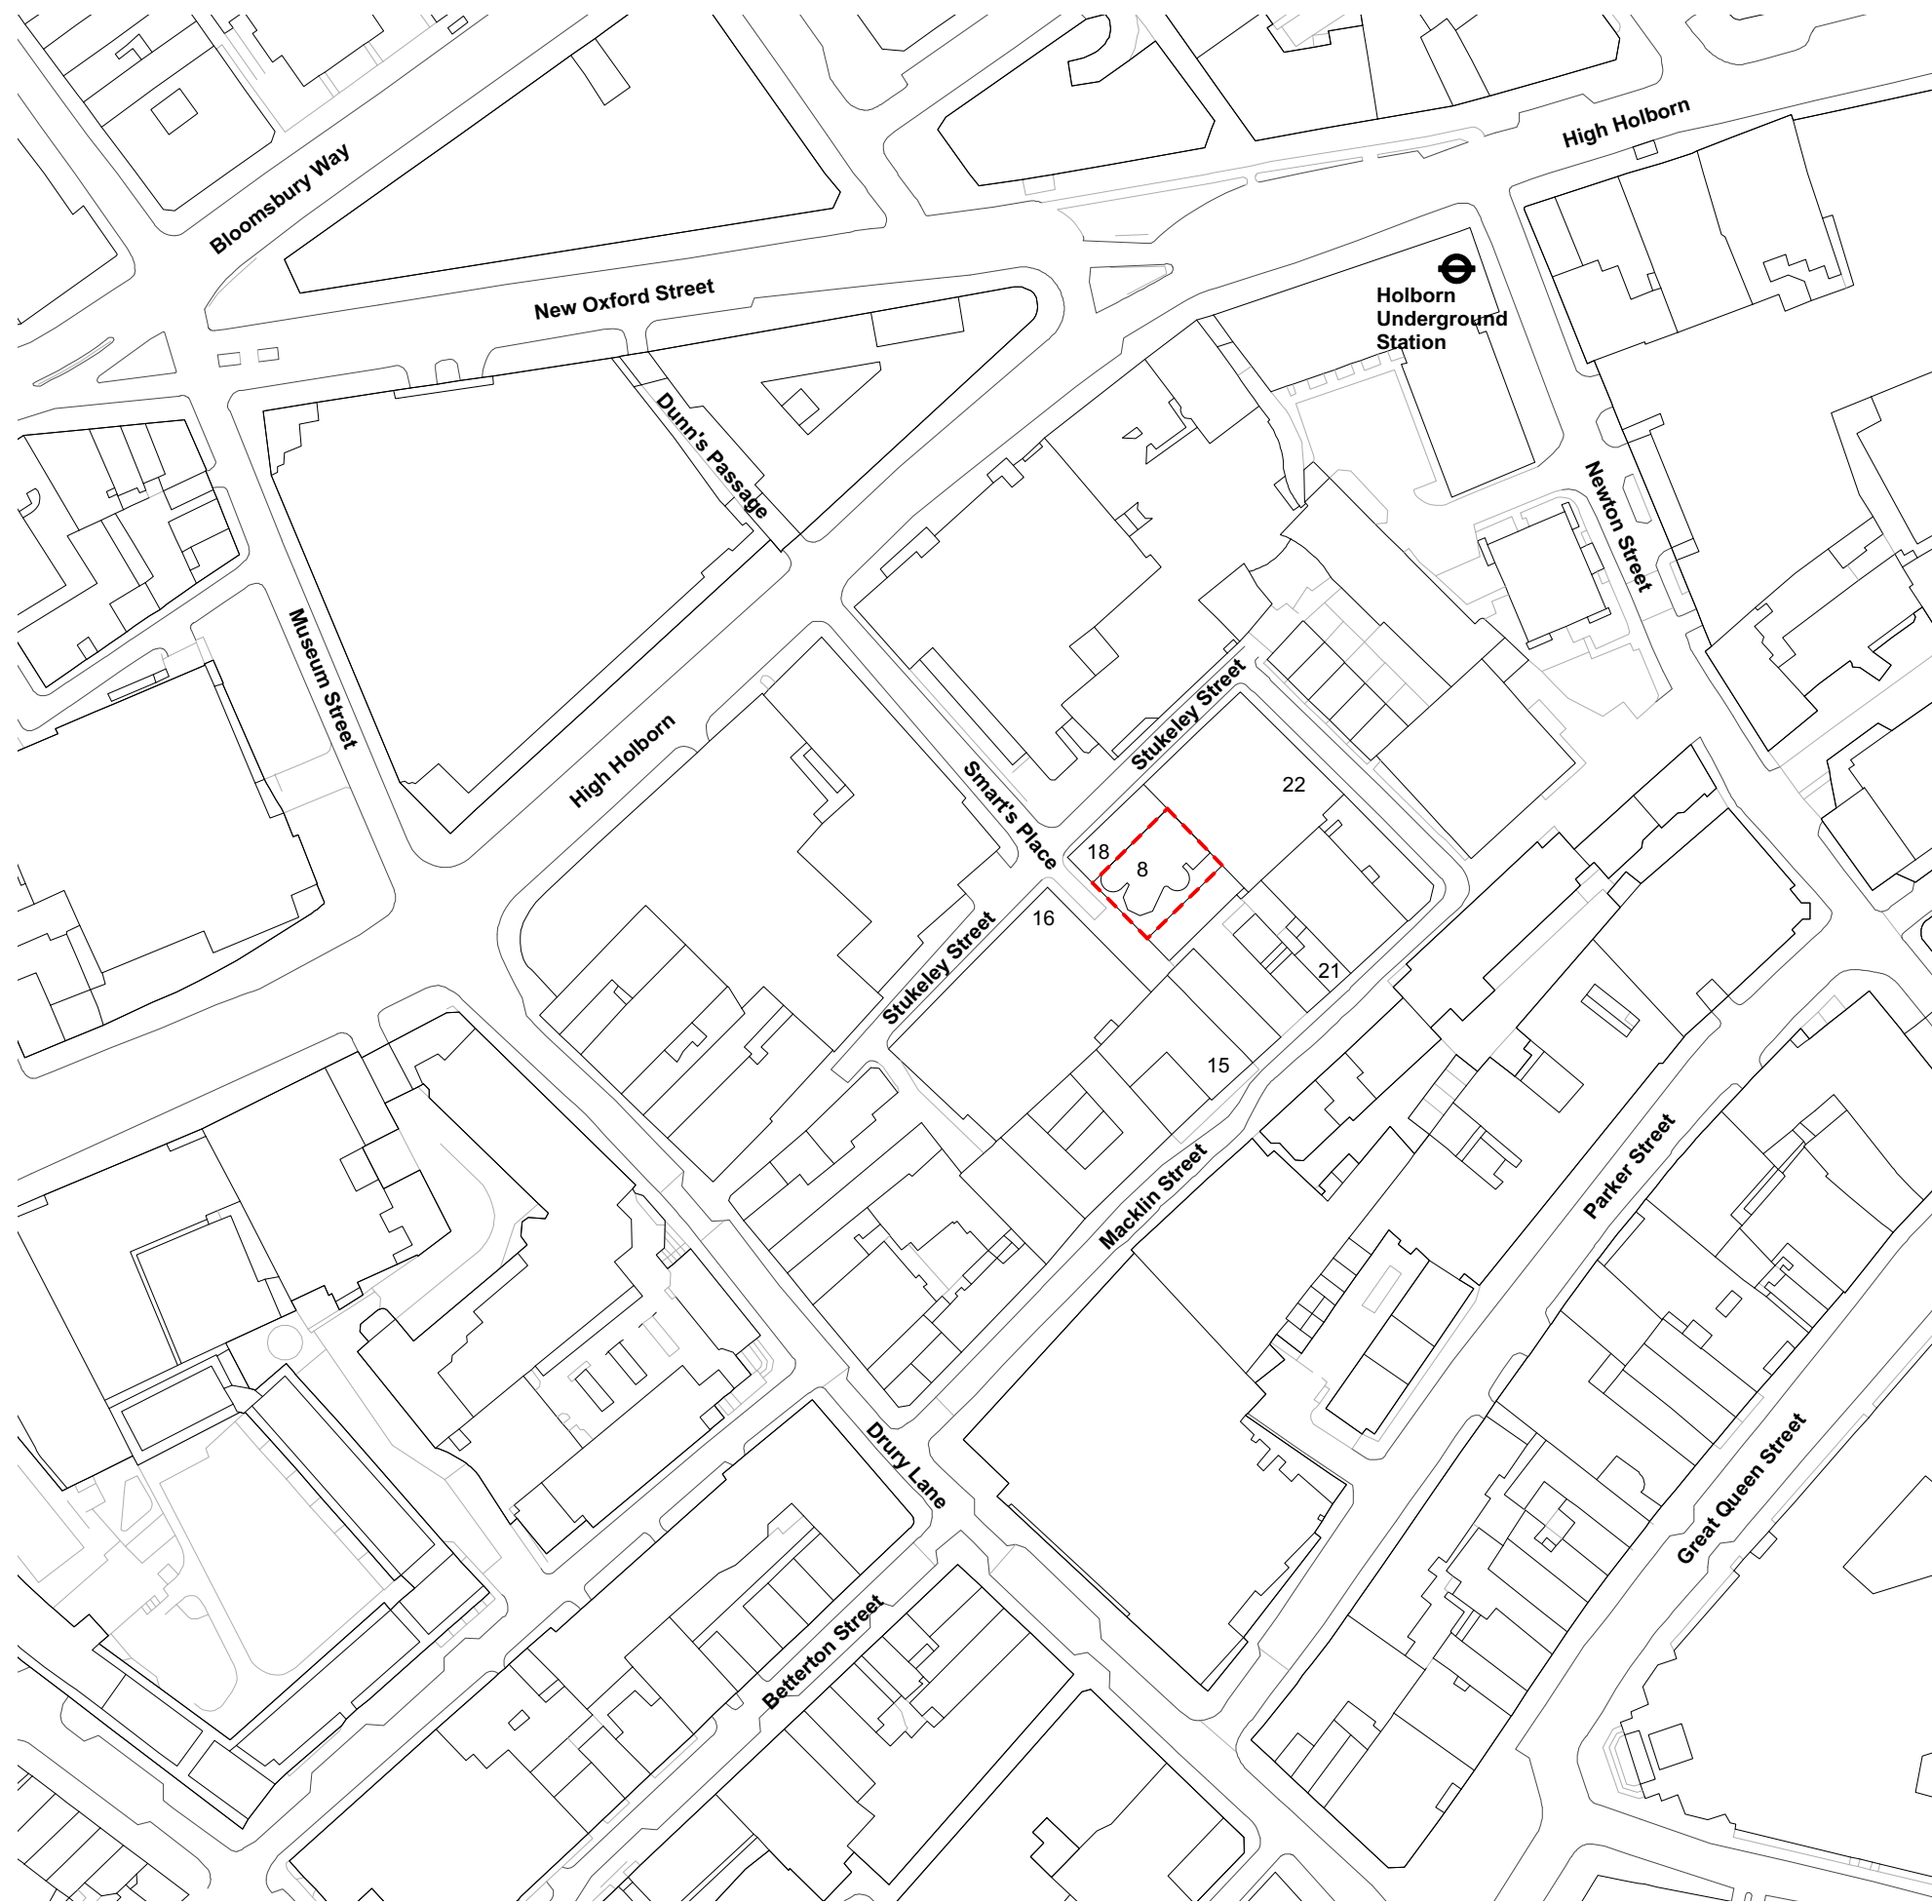 High Holborn
Bloomsbury Way
Holborn
Underground
Station
New Oxford Street
Dunn's Passage
Newton Street
Museum Street
Stukeley Street
High Holborn
Smart's Place
22
18
8
16
Stukeley Street
21
15
Macklin Street
Parker Street
Drury Lane
Great Queen Street
Betterton Street